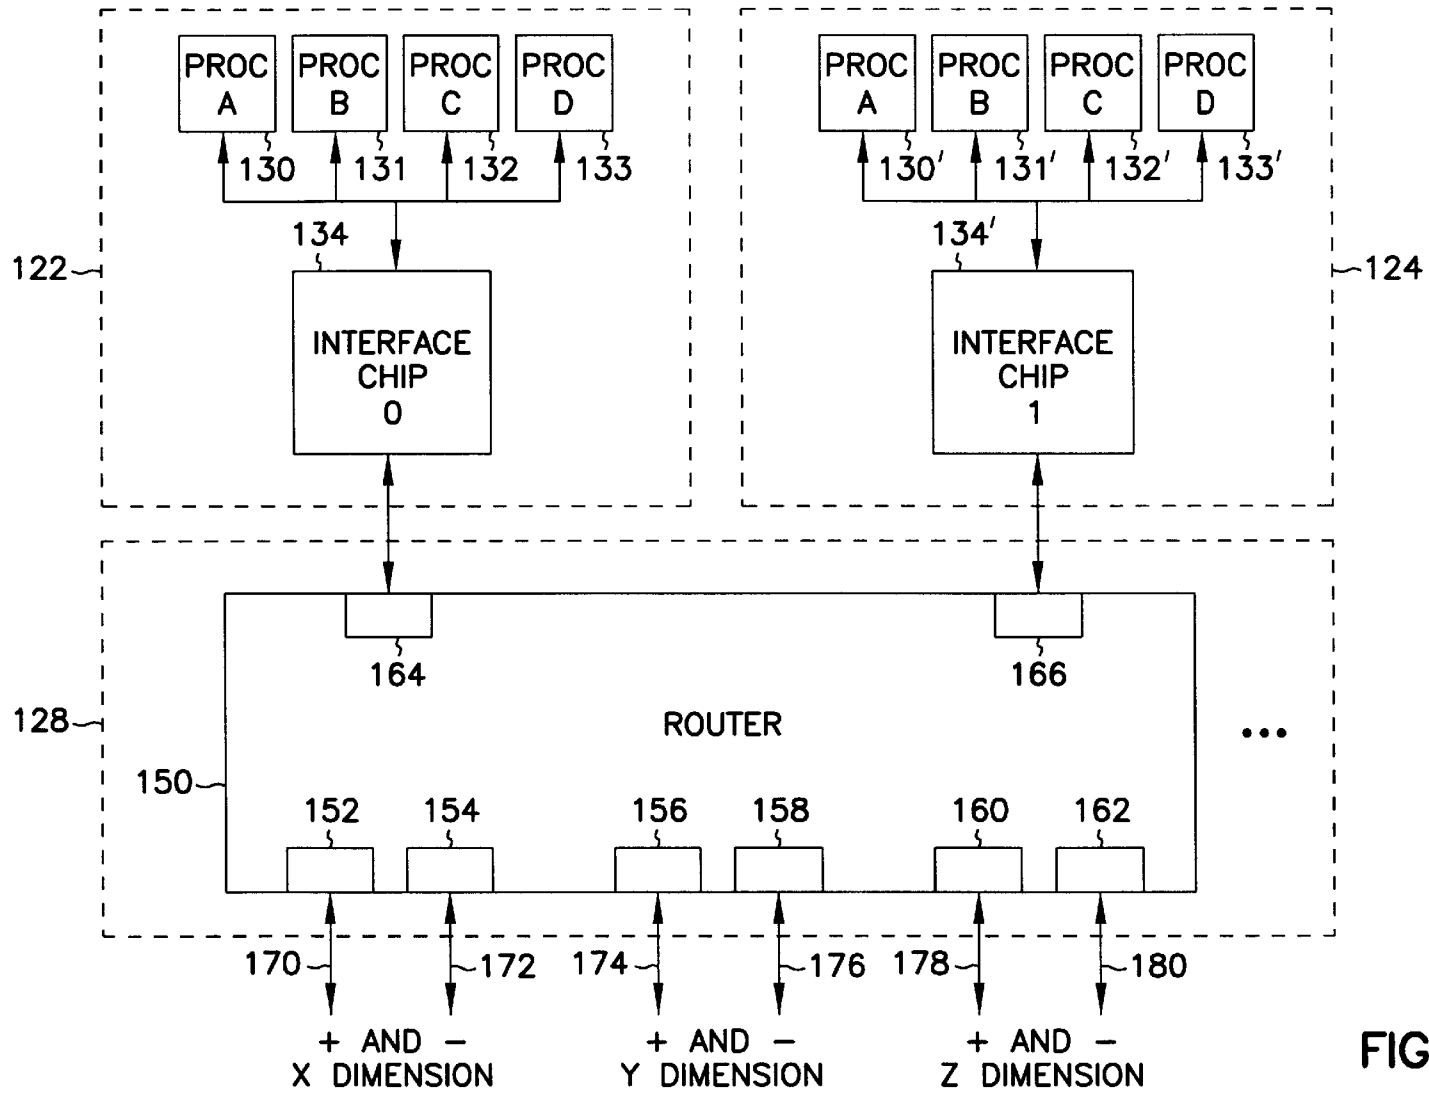 PROC A
PROC B
PROC C
PROC D
PROC A
PROC B
PROC C
PROC D
130
131
132
133
130'
131'
132'
133'
134
134'
122
124
INTERFACE
CHIP
0
INTERFACE
CHIP
1
164
166
128
ROUTER
...
150
152
154
156
158
160
162
170
172
174
176
178
180
+ AND −
X DIMENSION
+ AND −
Y DIMENSION
+ AND −
Z DIMENSION
FIG